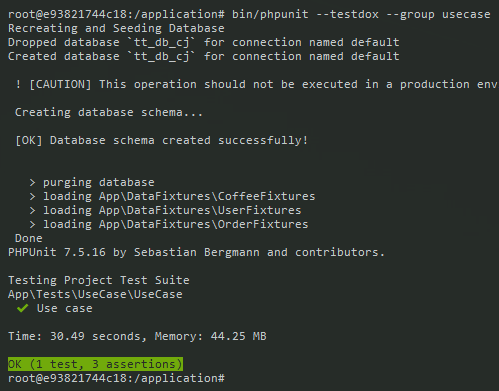 root@e93821744c18:/application# bin/phpunit --testdox --group usecase
Recreating and Seeding Database
Dropped database `tt_db_cj` for connection named default
Created database `tt_db_cj` for connection named default
! [CAUTION] This operation should not be executed in a production env
Creating database schema...
[OK] Database schema created successfully!
> purging database
> loading App\DataFixtures\CoffeeFixtures
> loading App\DataFixtures\UserFixtures
> loading App\DataFixtures\OrderFixtures
Done
PHPUnit 7.5.16 by Sebastian Bergmann and contributors.
Testing Project Test Suite
App\Tests\UseCase\UseCase
✔ Use case
Time: 30.49 seconds, Memory: 44.25 MB
OK (1 test, 3 assertions)
root@e93821744c18:/application#